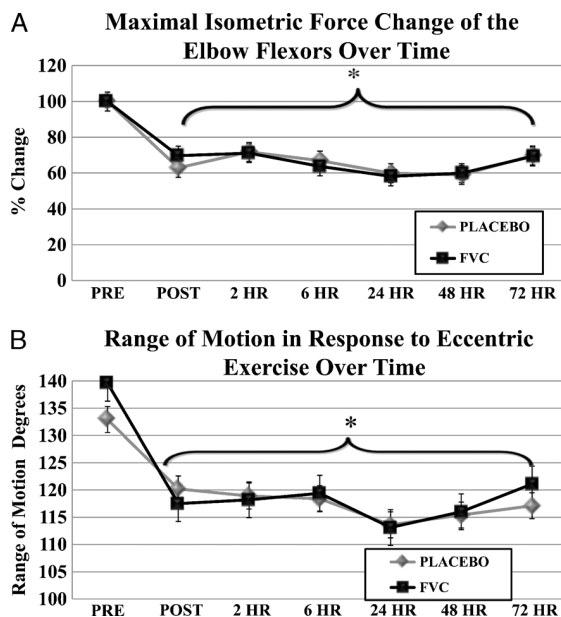 A
Maximal Isometric Force Change of the
Elbow Flexors Over Time
% Change
120
100
80
60
40
20
0
*
PLACEBO
FVC
PRE POST 2 HR 6 HR 24 HR 48 HR 72 HR
B
Range of Motion in Response to Eccentric
Exercise Over Time
Range of Motion Degrees
140
135
130
125
120
115
110
105
100
*
PLACEBO
FVC
PRE POST 2 HR 6 HR 24 HR 48 HR 72 HR